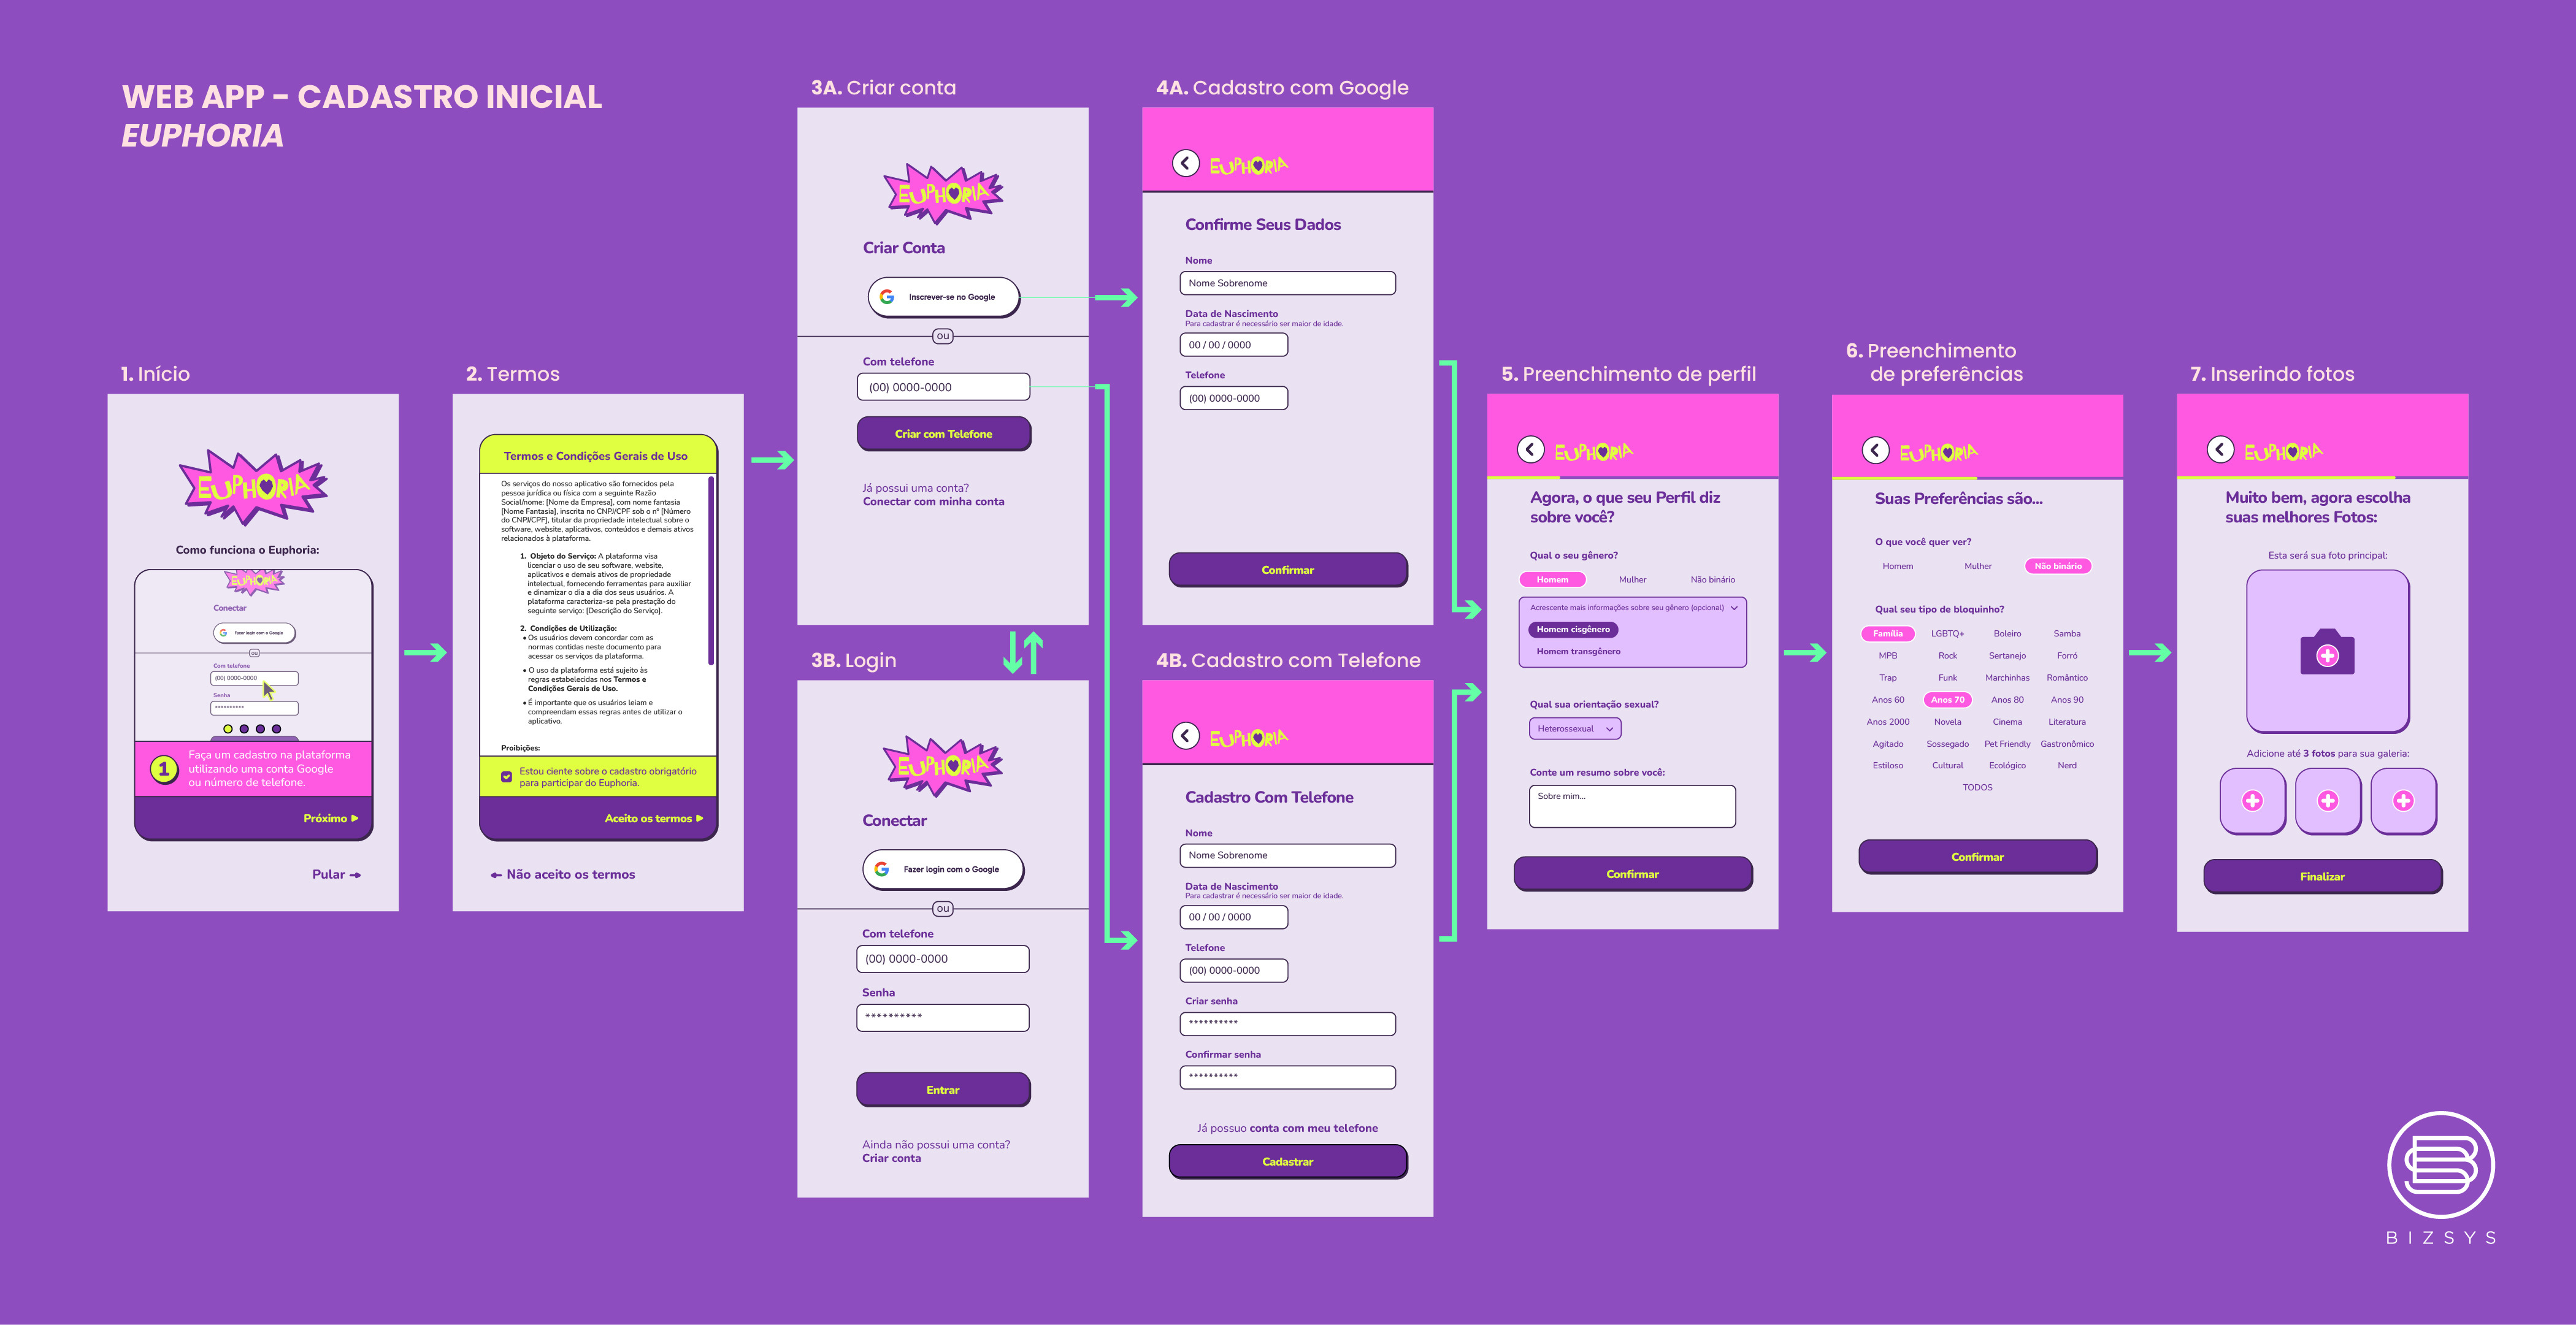 WEB APP - CADASTRO INICIAL
EUPHORIA
1. Início
EUPHORIA
Como funciona o Euphoria:
EUPHORIA
Conectar
Fazer login com o Google
ou
Com telefone
(00) 0000-0000
Senha
**********
1
Faça um cadastro na plataforma
utilizando uma conta Google
ou número de telefone.
Próximo
Pular
2. Termos
Termos e Condições Gerais de Uso
Os serviços do nosso aplicativo são fornecidos pela
pessoa jurídica ou física com a seguinte Razão
Social/nome: [Nome da Empresa], com nome fantasia
[Nome Fantasia], inscrita no CNPJ/CPF sob o nº [Número
do CNPJ/CPF], titular da propriedade intelectual sobre o
software, website, aplicativos, conteúdos e demais ativos
relacionados à plataforma.
1. Objeto do Serviço: A plataforma visa
licenciar o uso de seu software, website,
aplicativos e demais ativos de propriedade
intelectual, fornecendo ferramentas para auxiliar
e dinamizar o dia a dia dos seus usuários. A
plataforma caracteriza-se pela prestação do
seguinte serviço: [Descrição do Serviço].
2. Condições de Utilização:
• Os usuários devem concordar com as
normas contidas neste documento para
acessar os serviços da plataforma.
• O uso da plataforma está sujeito às
regras estabelecidas nos Termos e
Condições Gerais de Uso.
• É importante que os usuários leiam e
compreendam essas regras antes de utilizar o
aplicativo.
Proibições:
Estou ciente sobre o cadastro obrigatório
para participar do Euphoria.
Aceito os termos
Não aceito os termos
3A. Criar conta
EUPHORIA
Criar Conta
Inscrever-se no Google
ou
Com telefone
(00) 0000-0000
Criar com Telefone
Já possui uma conta?
Conectar com minha conta
3B. Login
EUPHORIA
Conectar
Fazer login com o Google
ou
Com telefone
(00) 0000-0000
Senha
**********
Entrar
Ainda não possui uma conta?
Criar conta
4A. Cadastro com Google
EUPHORIA
Confirme Seus Dados
Nome
Nome Sobrenome
Data de Nascimento
Para cadastrar é necessário ser maior de idade.
00 / 00 / 0000
Telefone
(00) 0000-0000
Confirmar
4B. Cadastro com Telefone
EUPHORIA
Cadastro Com Telefone
Nome
Nome Sobrenome
Data de Nascimento
Para cadastrar é necessário ser maior de idade.
00 / 00 / 0000
Telefone
(00) 0000-0000
Criar senha
**********
Confirmar senha
**********
Já possuo conta com meu telefone
Cadastrar
5. Preenchimento de perfil
EUPHORIA
Agora, o que seu Perfil diz
sobre você?
Qual o seu gênero?
Homem Mulher Não binário
Acrescente mais informações sobre seu gênero (opcional)
Homem cisgênero
Homem transgênero
Qual sua orientação sexual?
Heterossexual
Conte um resumo sobre você:
Sobre mim...
Confirmar
6. Preenchimento
de preferências
EUPHORIA
Suas Preferências são...
O que você quer ver?
Homem Mulher Não binário
Qual seu tipo de bloquinho?
Família LGBTQ+ Boleiro Samba
MPB Rock Sertanejo Forró
Trap Funk Marchinhas Romântico
Anos 60 Anos 70 Anos 80 Anos 90
Anos 2000 Novela Cinema Literatura
Agitado Sossegado Pet Friendly Gastronômico
Estiloso Cultural Ecológico Nerd
TODOS
Confirmar
7. Inserindo fotos
EUPHORIA
Muito bem, agora escolha
suas melhores Fotos:
Esta será sua foto principal:
Adicione até 3 fotos para sua galeria:
Finalizar
BIZSYS